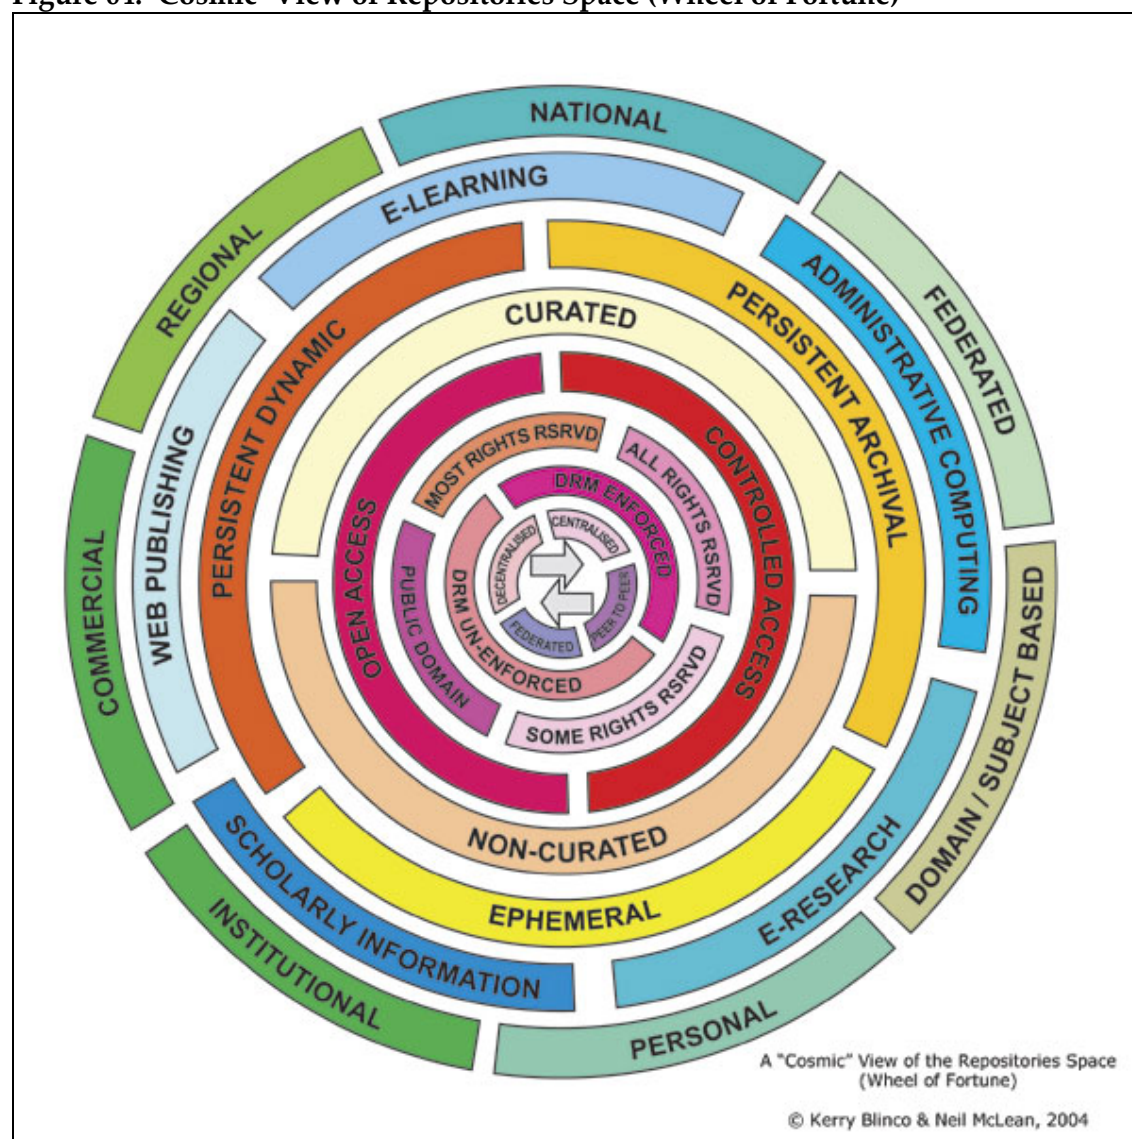 Figure 01. "Cosmic" View of Repositories Space (Wheel of Fortune)
NATIONAL
FEDERATED
DOMAIN / SUBJECT BASED
PERSONAL
INSTITUTIONAL
COMMERCIAL
REGIONAL
E-LEARNING
ADMINISTRATIVE COMPUTING
E-RESEARCH
SCHOLARLY INFORMATION
WEB PUBLISHING
PERSISTENT DYNAMIC
PERSISTENT ARCHIVAL
EPHEMERAL
CURATED
NON-CURATED
OPEN ACCESS
CONTROLLED ACCESS
MOST RIGHTS RSRVD
ALL RIGHTS RSRVD
SOME RIGHTS RSRVD
PUBLIC DOMAIN
DRM ENFORCED
DRM UN-ENFORCED
DECENTRALISED
CENTRALISED
PEER TO PEER
FEDERATED
A "Cosmic" View of the Repositories Space
(Wheel of Fortune)
© Kerry Blinco & Neil McLean, 2004